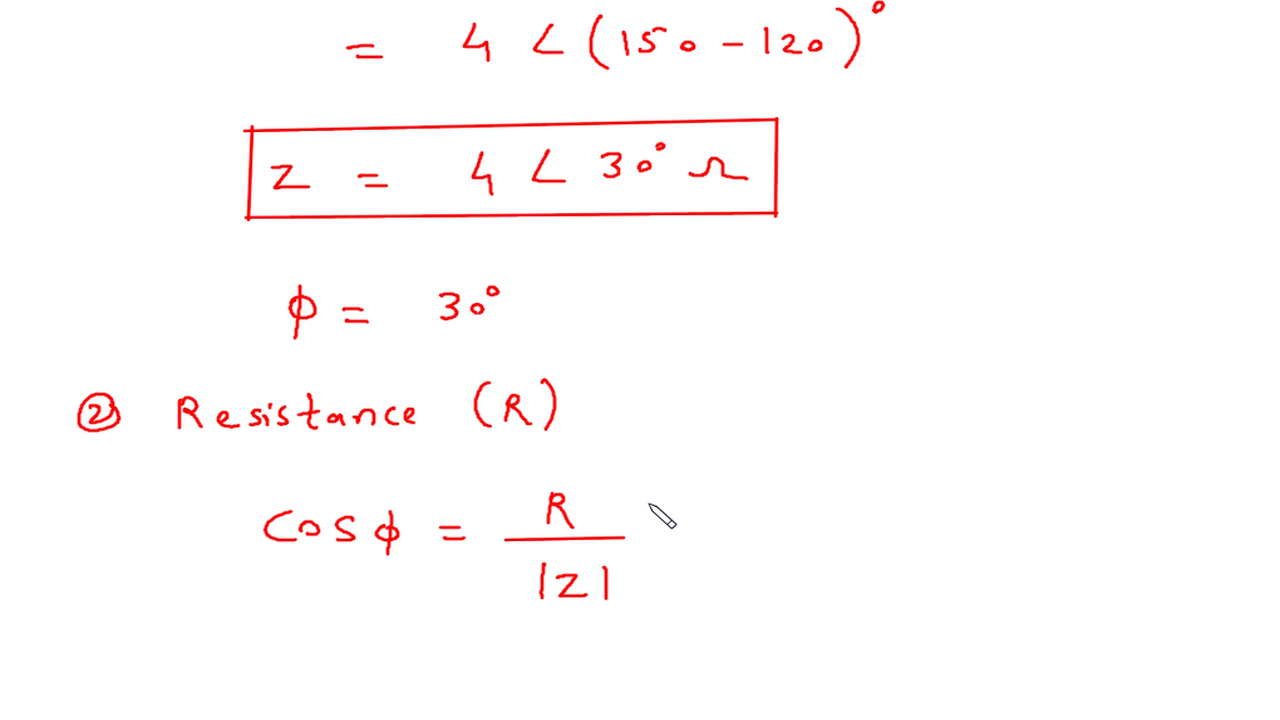 = 4 < (150 - 120)°
Z = 4 < 30° Ω
ϕ = 30°
② Resistance (R)
Cos ϕ = R
|Z|